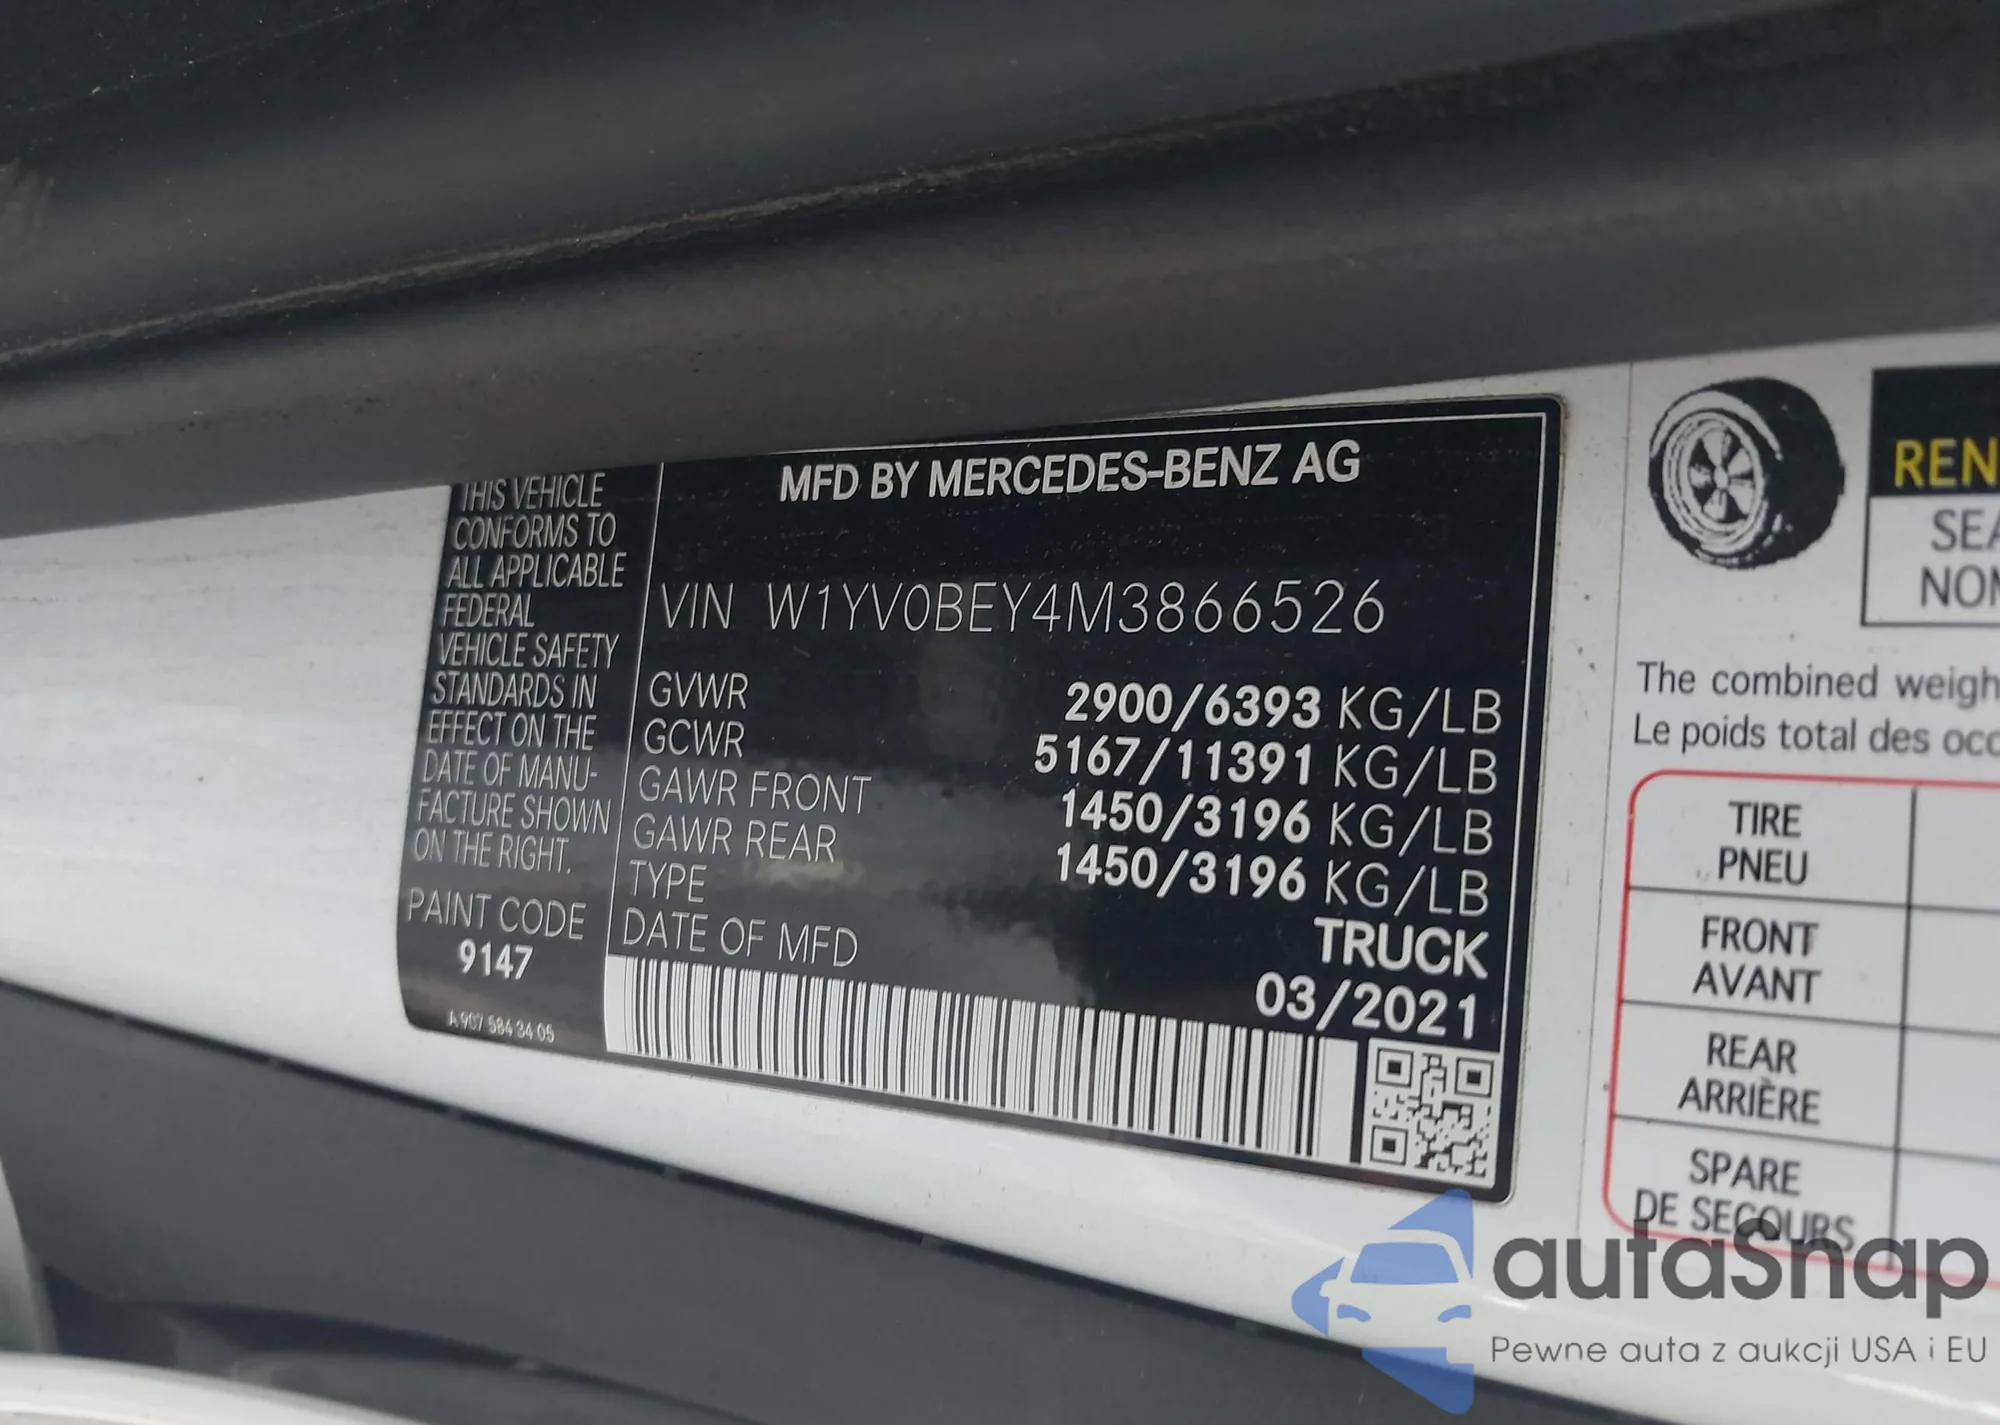 THIS VEHICLE
CONFORMS TO
ALL APPLICABLE
FEDERAL
VEHICLE SAFETY
STANDARDS IN
EFFECT ON THE
DATE OF MANU-
FACTURE SHOWN
ON THE RIGHT.
PAINT CODE
9147
A 907 584 34 05
MFD BY MERCEDES-BENZ AG
VIN W1YV0BEY4M3866526
GVWR 2900/6393 KG/LB
GCWR 5167/11391 KG/LB
GAWR FRONT 1450/3196 KG/LB
GAWR REAR 1450/3196 KG/LB
TYPE TRUCK
DATE OF MFD 03/2021
REN
SEA
NOM
The combined weigh
Le poids total des occ
TIRE
PNEU
FRONT
AVANT
REAR
ARRIÈRE
SPARE
DE SECOURS
autaSnap
Pewne auta z aukcji USA i EU